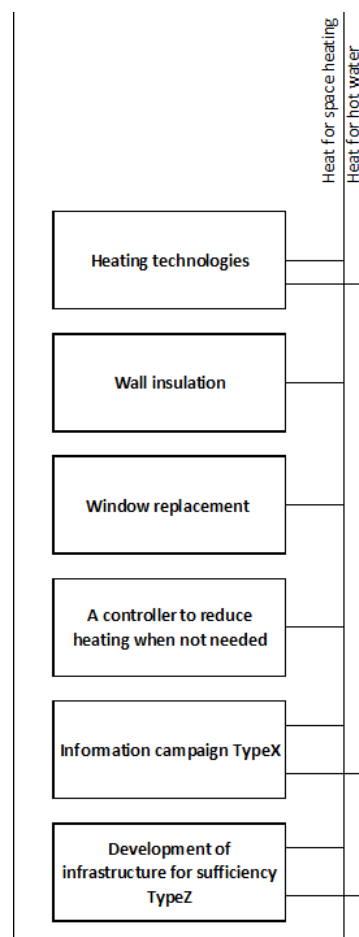 Heat for space heating
Heat for hot water
Heating technologies
Wall insulation
Window replacement
A controller to reduce
heating when not needed
Information campaign TypeX
Development of
infrastructure for sufficiency
TypeZ